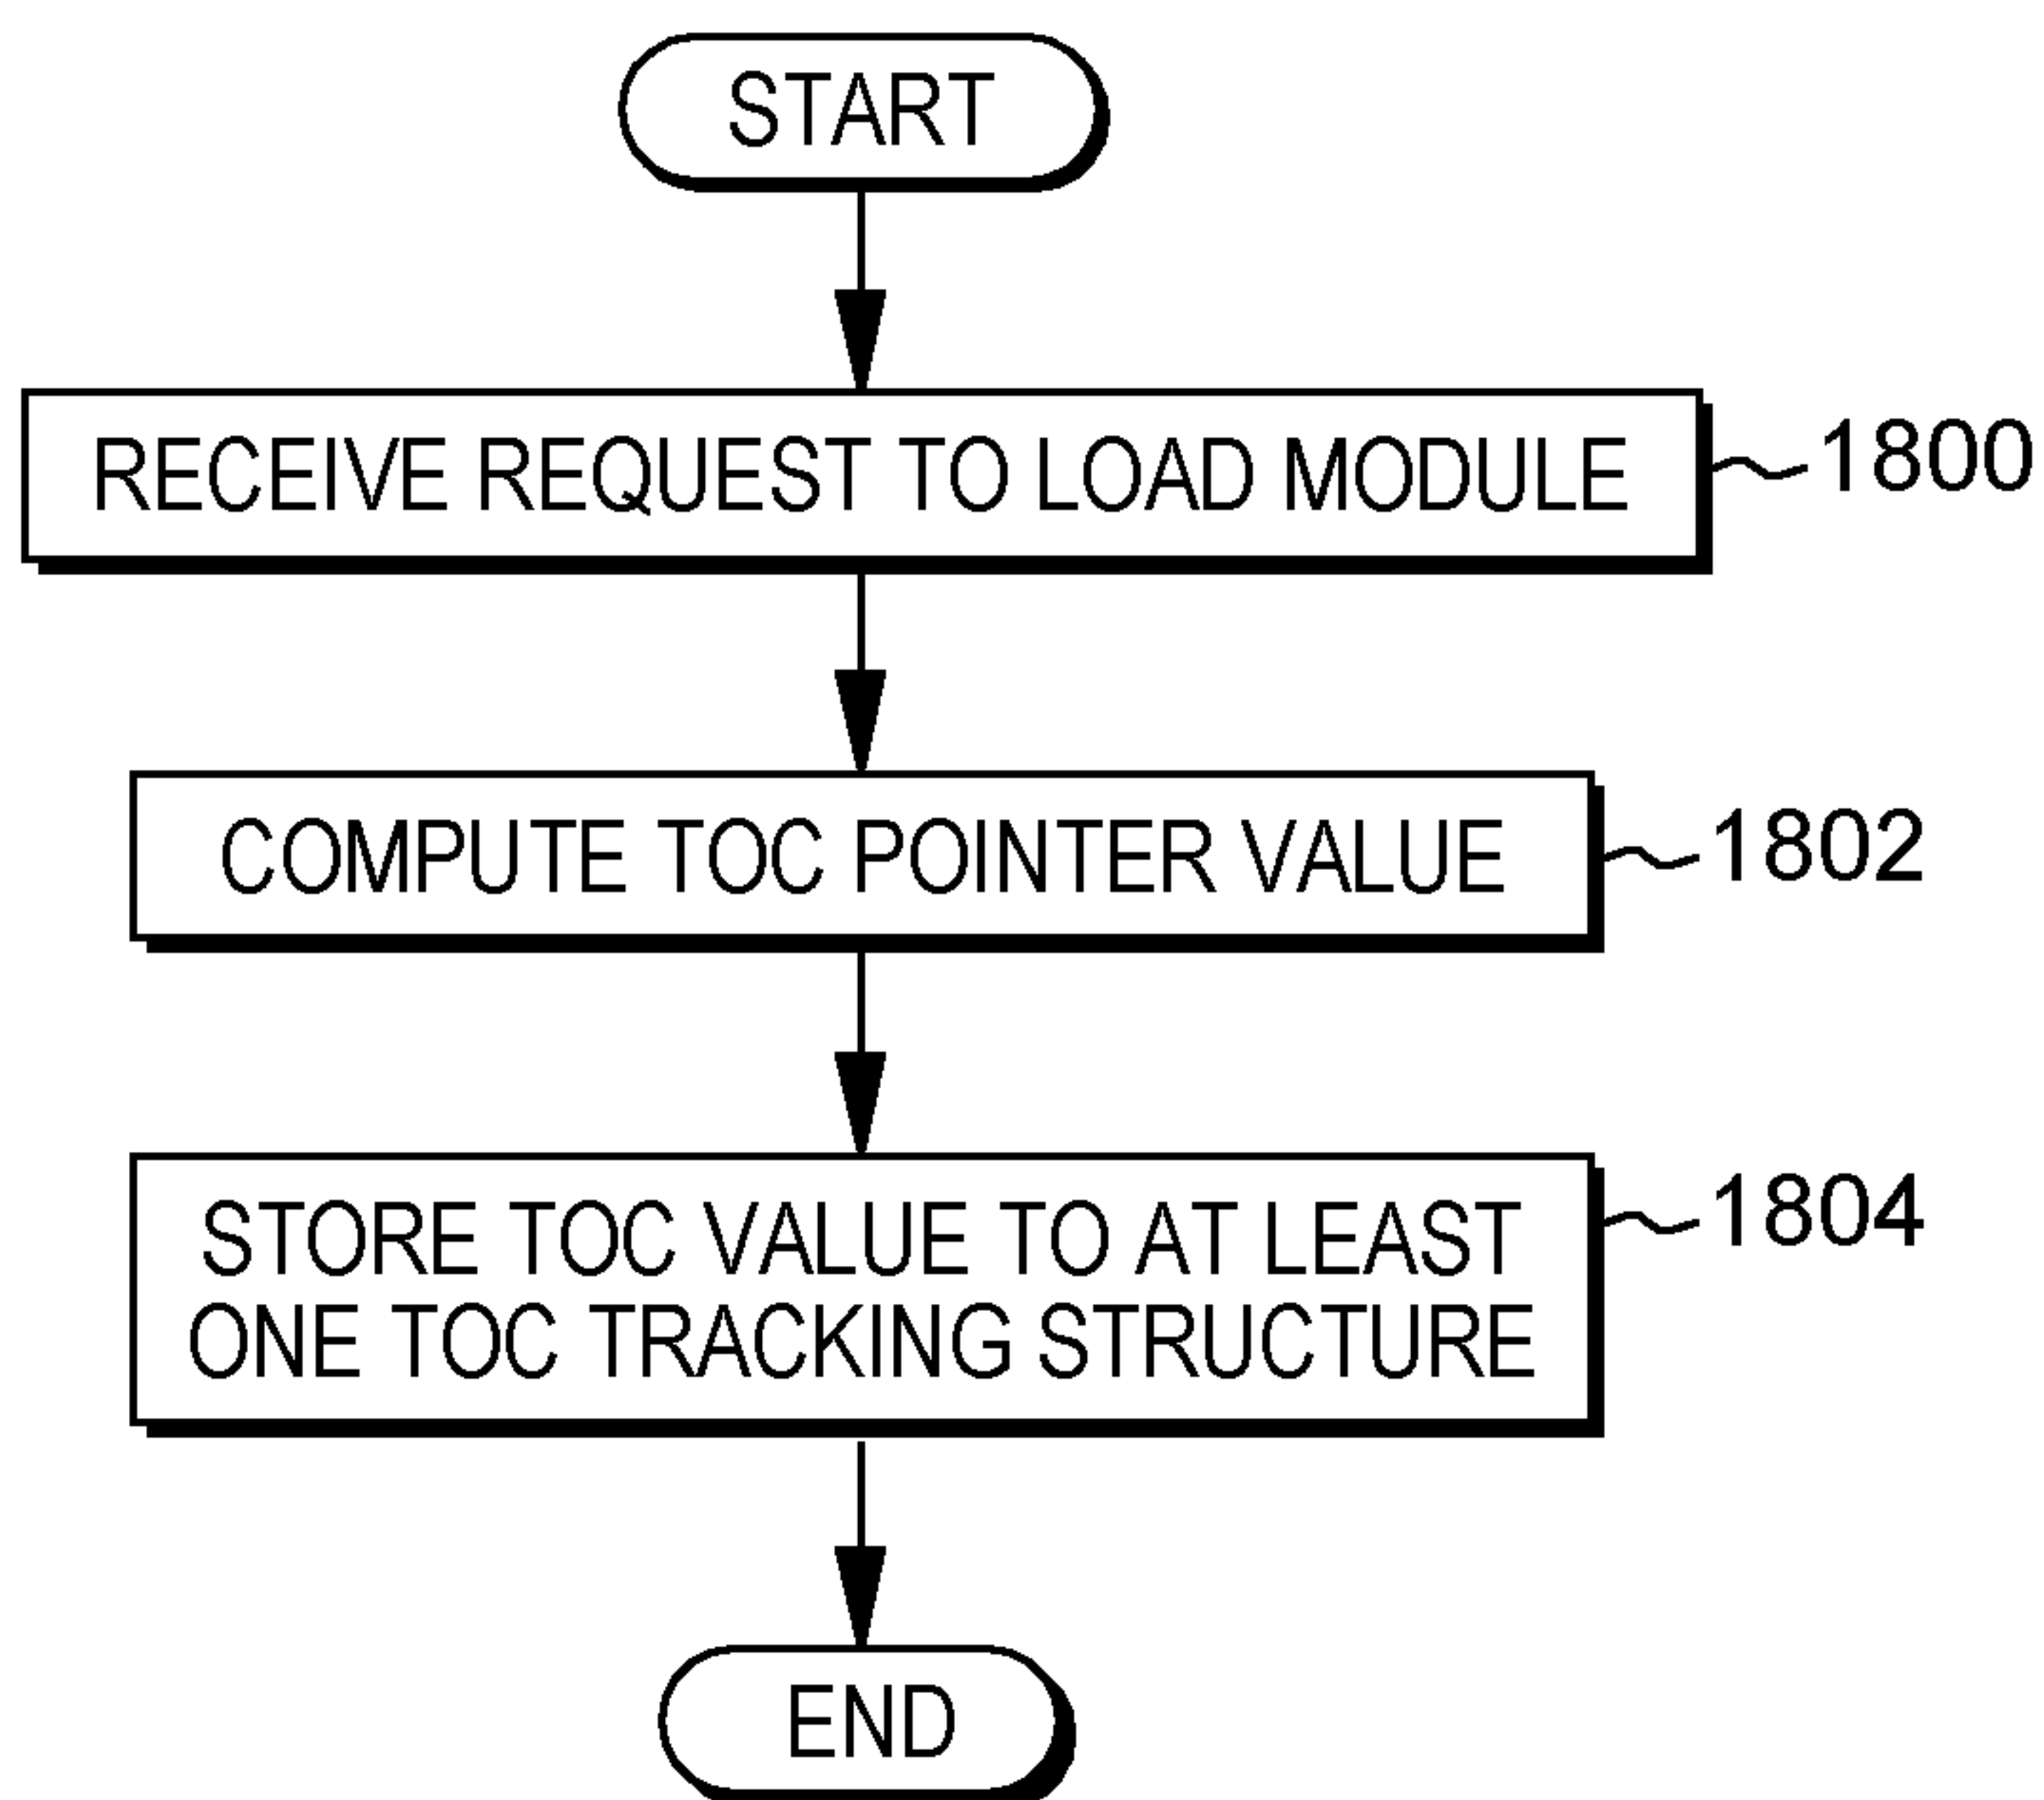 START
RECEIVE REQUEST TO LOAD MODULE
1800
COMPUTE TOC POINTER VALUE
1802
STORE TOC VALUE TO AT LEAST
ONE TOC TRACKING STRUCTURE
1804
END